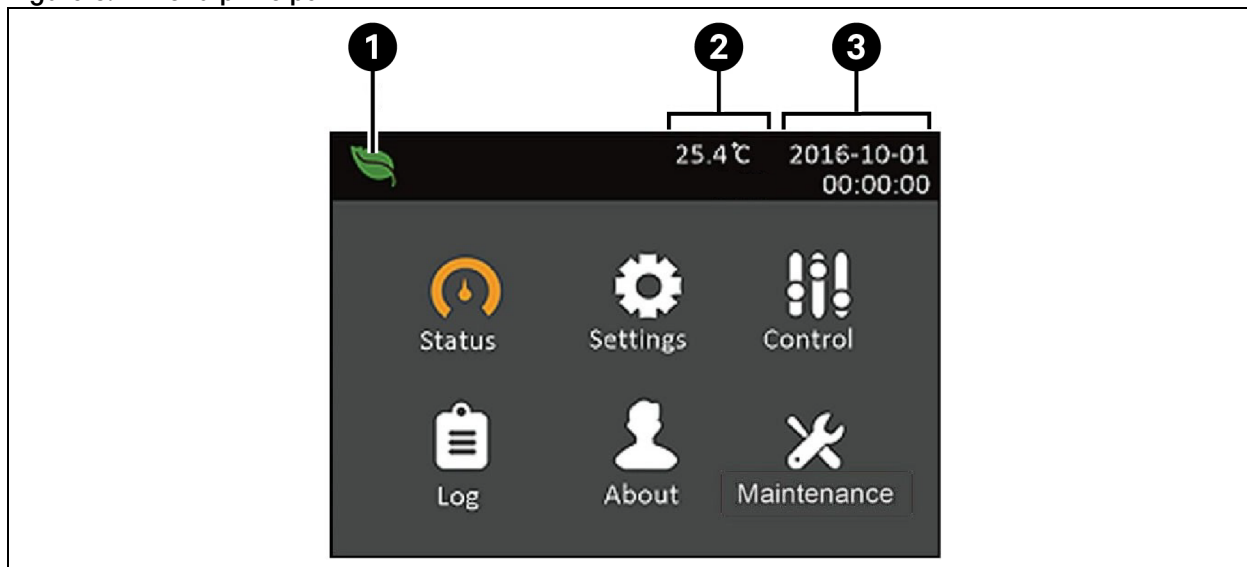 1 2 3
25.4℃ 2016-10-01
00:00:00
Status Settings Control
Log About Maintenance